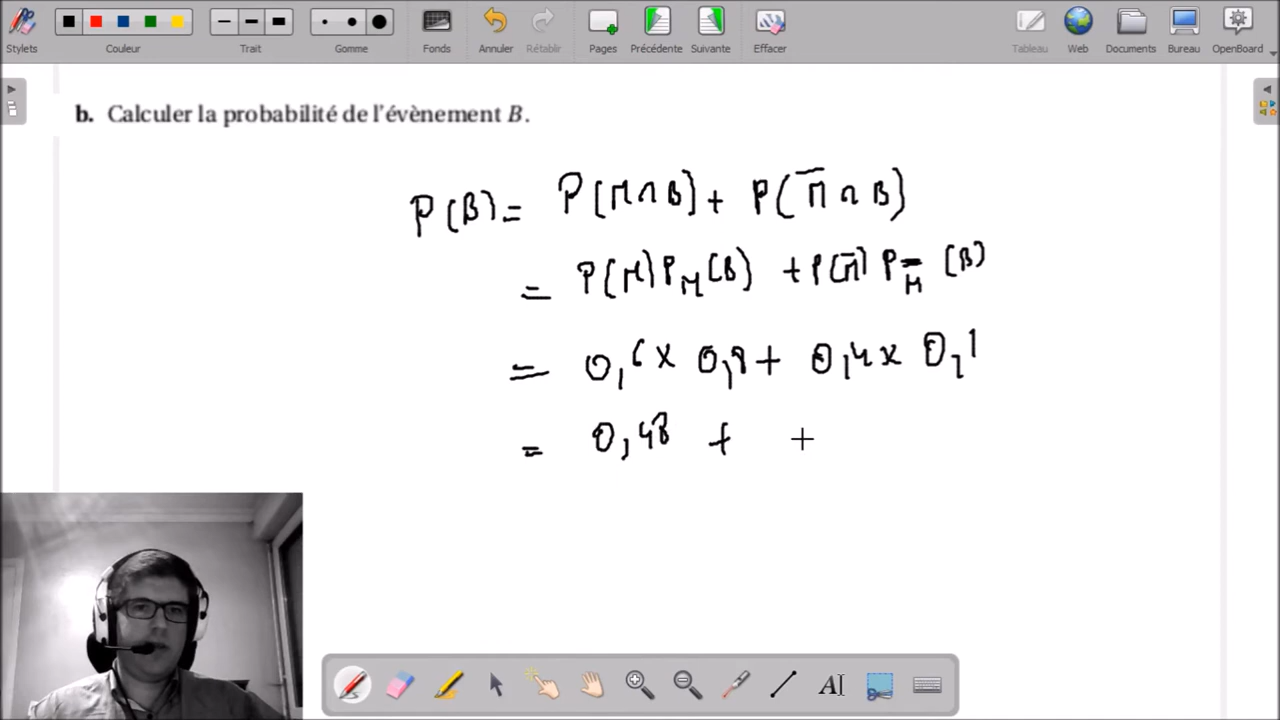 Stylets Couleur Trait Gomme Fonds Annuler Rétablir Pages Précédente Suivante Effacer Tableau Web Documents Bureau OpenBoard
b. Calculer la probabilité de l'évènement B.
P(B) = P(M∩B) + P(M̅∩B)
= P(M)P_M(B) + P(M̅)P_M̅(B)
= 0,6 × 0,8 + 0,4 × 0,1
= 0,48 +
AI